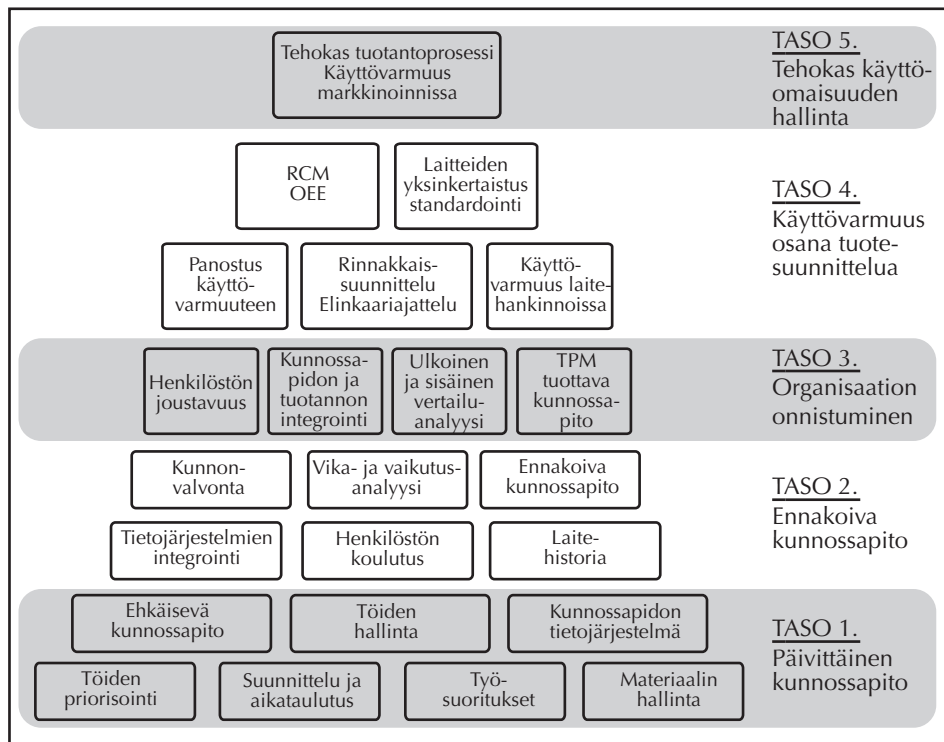 Tehokas tuotantoprosessi
Käyttövarmuus
markkinoinnissa
TASO 5.
Tehokas käyttö-
omaisuuden
hallinta
RCM
OEE
Laitteiden
yksinkertaistus
standardointi
Panostus
käyttö-
varmuuteen
Rinnakkais-
suunnittelu
Elinkaariajattelu
Käyttö-
varmuus laite-
hankinnoissa
TASO 4.
Käyttövarmuus
osana tuote-
suunnittelua
Henkilöstön
joustavuus
Kunnossa-
pidon ja
tuotannon
integrointi
Ulkoinen
ja sisäinen
vertailu-
analyysi
TPM
tuottava
kunnossa-
pito
TASO 3.
Organisaation
onnistuminen
Kunnon-
valvonta
Vika- ja vaikutus-
analyysi
Ennakoiva
kunnossapito
Tietojärjestelmien
integrointi
Henkilöstön
koulutus
Laite-
historia
TASO 2.
Ennakoiva
kunnossapito
Ehkäisevä
kunnossapito
Töiden
hallinta
Kunnossapidon
tietojärjestelmä
Töiden
priorisointi
Suunnittelu ja
aikataulutus
Työ-
suoritukset
Materiaalin
hallinta
TASO 1.
Päivittäinen
kunnossapito